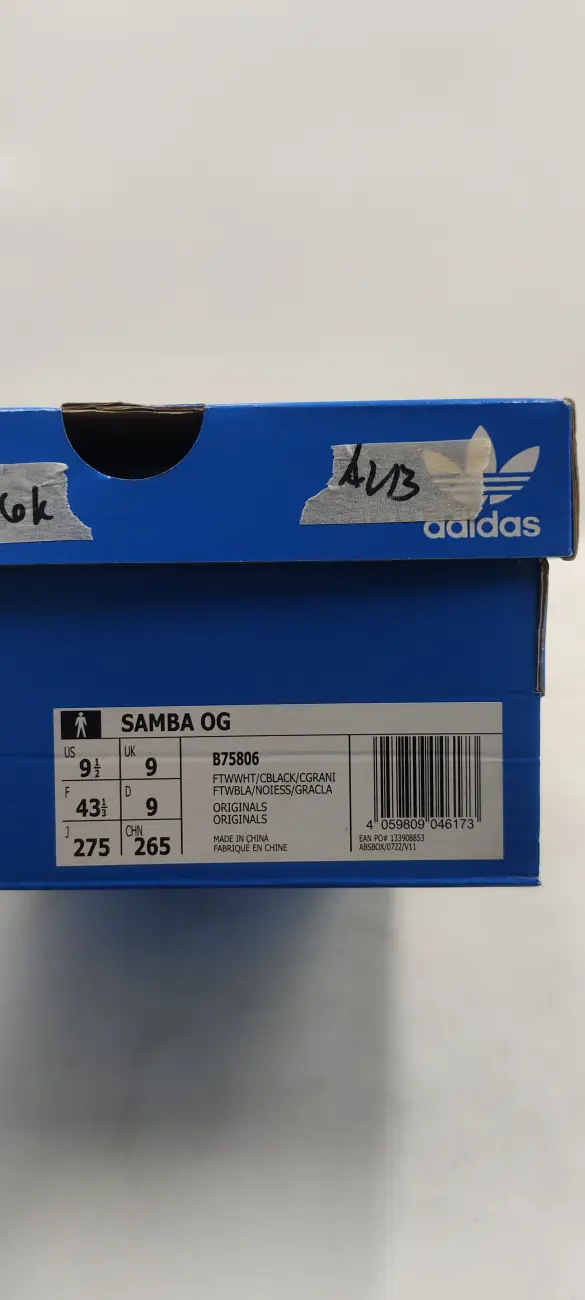 6k
AVB
adidas
SAMBA OG
US 9½
UK 9
F 43⅓
D 9
J 275
CHN 265
B75806
FTWWHT/CBLACK/CGRANI
FTWBLA/NOIESS/GRACLA
ORIGINALS
ORIGINALS
MADE IN CHINA
FABRIQUÉ EN CHINE
4 059809 046173
EAN PO# 133908853
ABSBOX/0722/V11